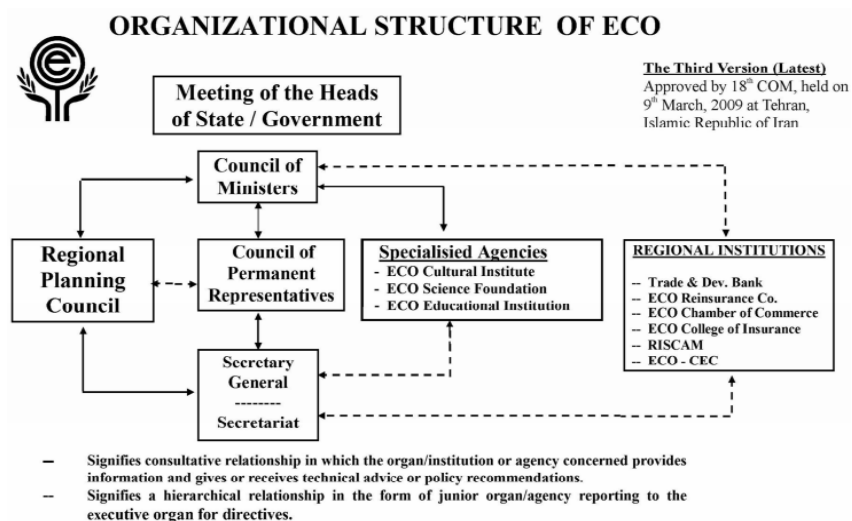 ORGANIZATIONAL STRUCTURE OF ECO
ece
The Third Version (Latest)
Approved by 18th COM, held on
9th March, 2009 at Tehran,
Islamic Republic of Iran
Meeting of the Heads
of State / Government
Council of
Ministers
Regional
Planning
Council
Council of
Permanent
Representatives
Specialisied Agencies
- ECO Cultural Institute
- ECO Science Foundation
- ECO Educational Institution
REGIONAL INSTITUTIONS
-- Trade & Dev. Bank
-- ECO Reinsurance Co.
-- ECO Chamber of Commerce
-- ECO College of Insurance
-- RISCAM
-- ECO - CEC
Secretary
General
--------
Secretariat
– Signifies consultative relationship in which the organ/institution or agency concerned provides
information and gives or receives technical advice or policy recommendations.
-- Signifies a hierarchical relationship in the form of junior organ/agency reporting to the
executive organ for directives.